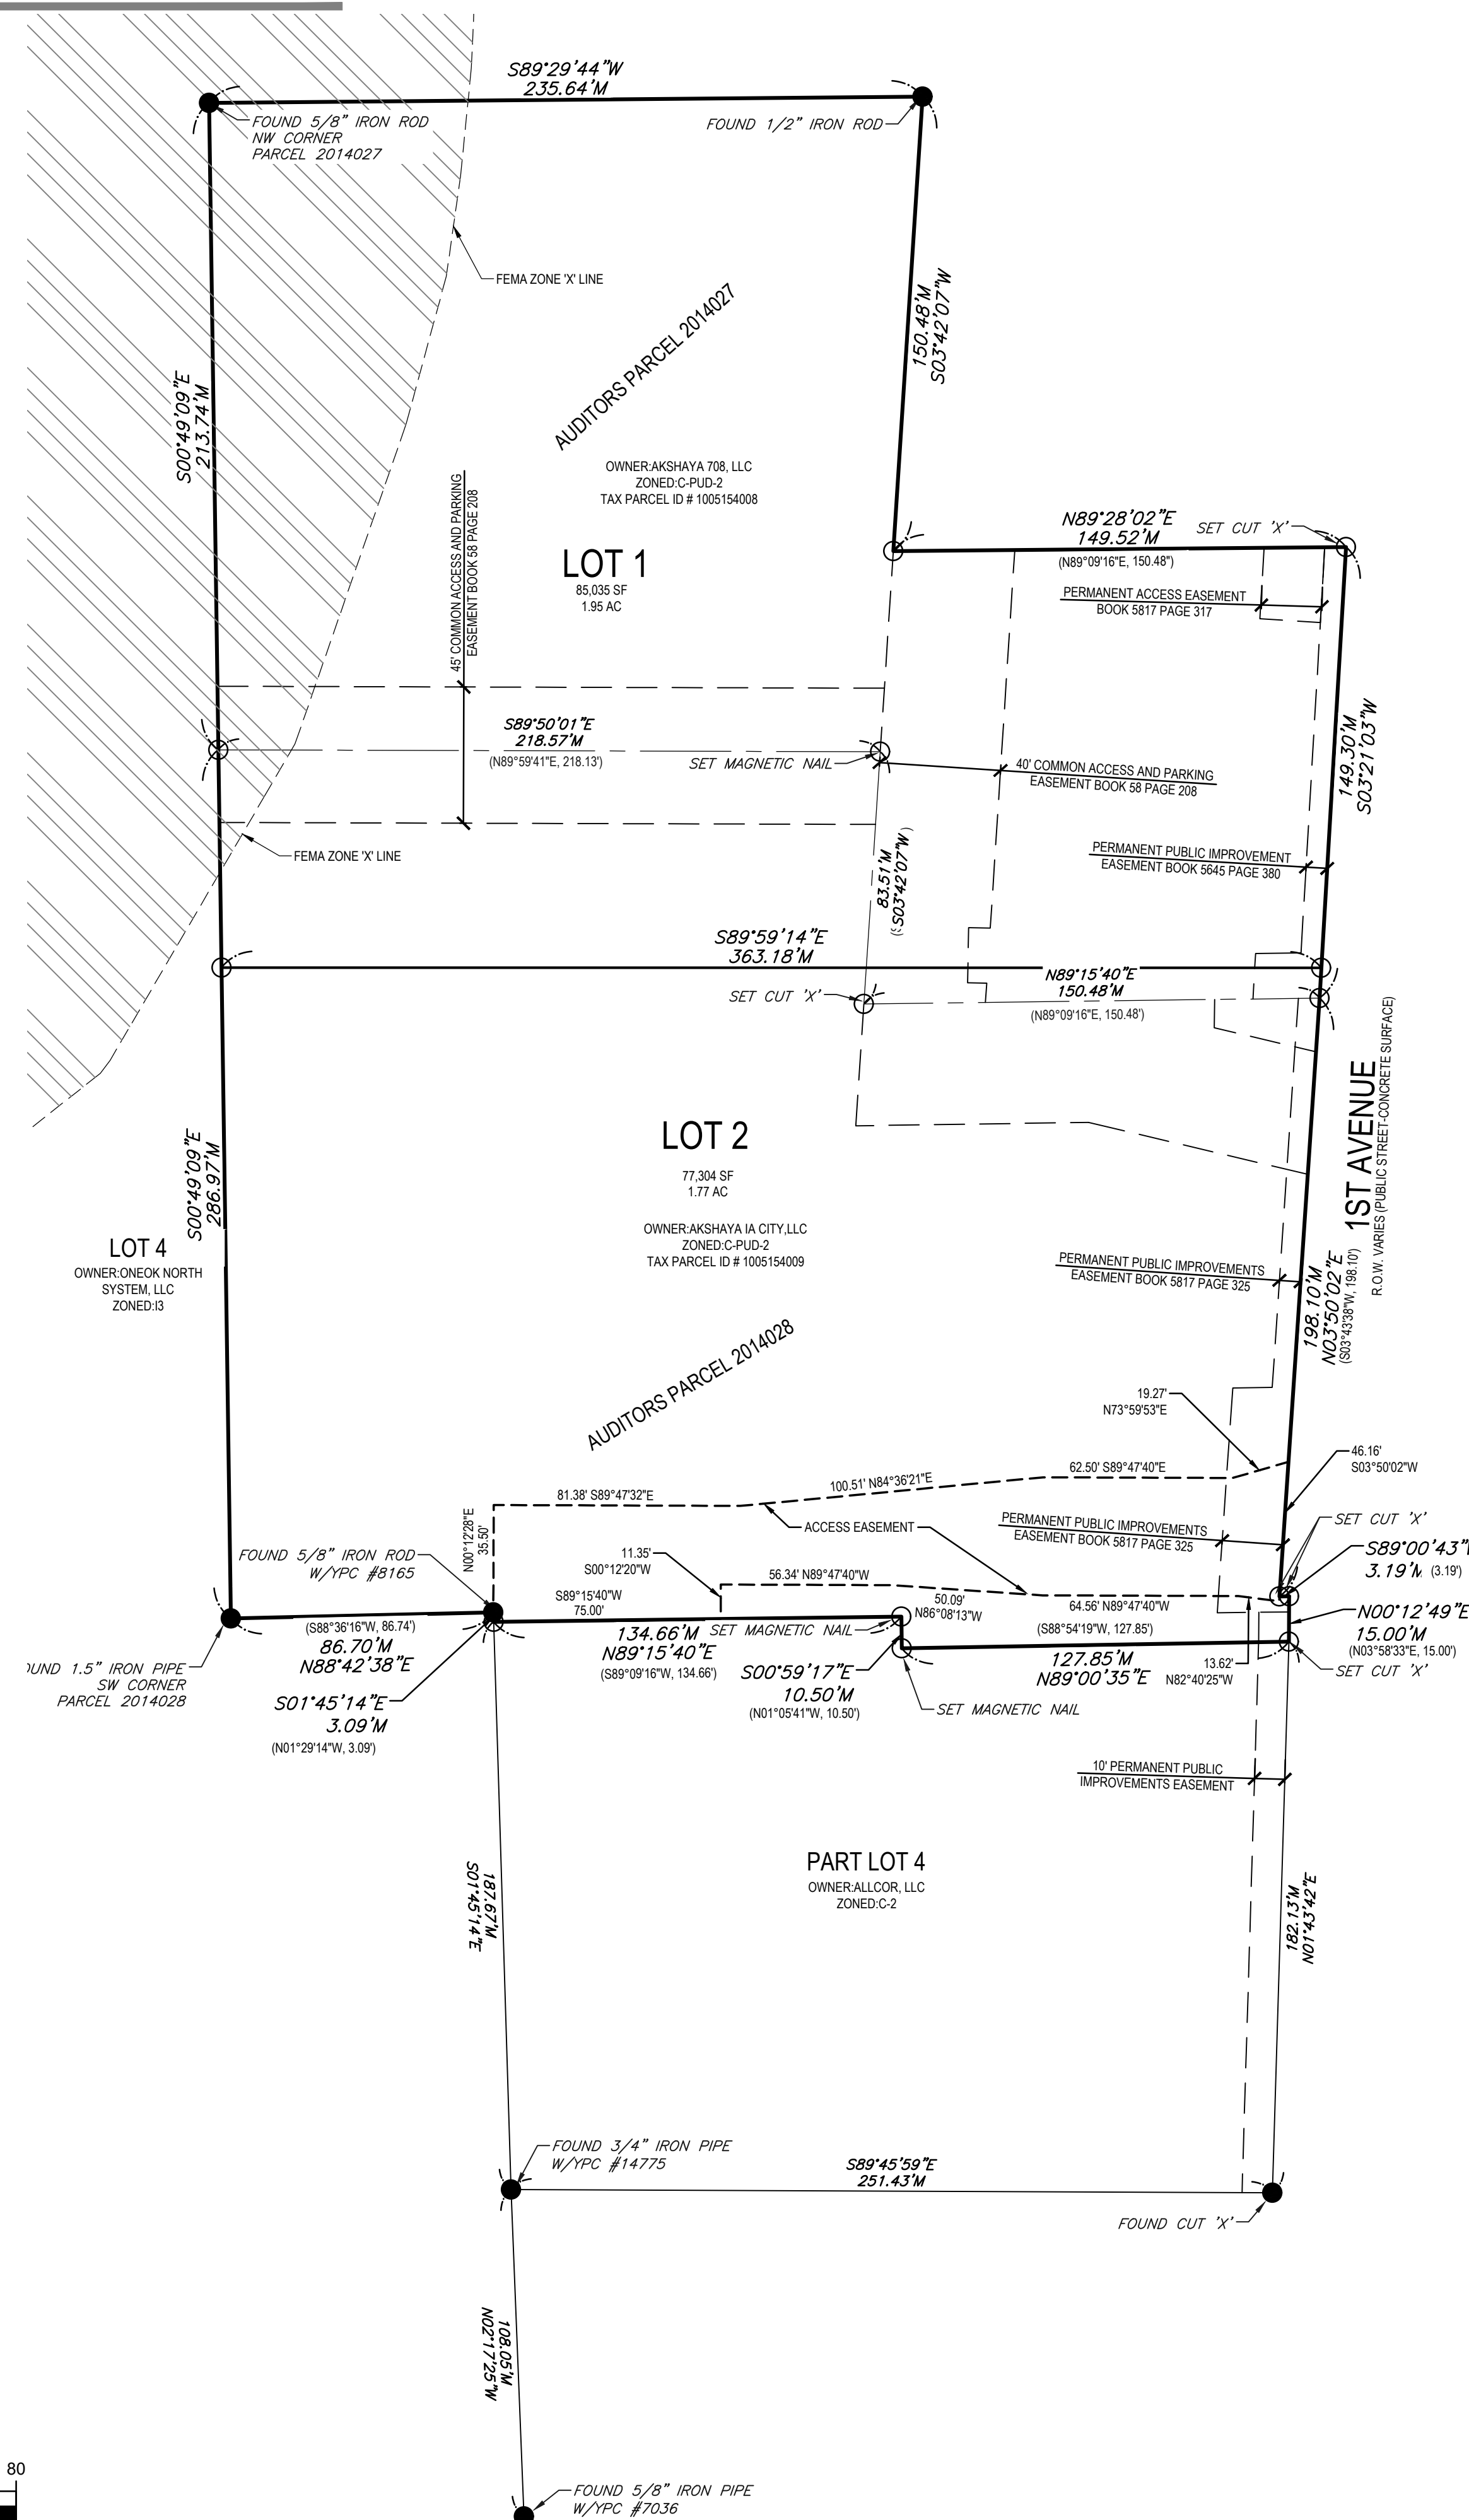 S89°29'44"W
235.64'M
FOUND 5/8" IRON ROD
NW CORNER
PARCEL 2014027
FOUND 1/2" IRON ROD
FEMA ZONE 'X' LINE
AUDITORS PARCEL 2014027
150.48'M
S03°42'07"W
S00°49'09"E
213.74'M
OWNER:AKSHAYA 708, LLC
ZONED:C-PUD-2
TAX PARCEL ID # 1005154008
LOT 1
85,035 SF
1.95 AC
45' COMMON ACCESS AND PARKING
EASEMENT BOOK 58 PAGE 208
N89°28'02"E
149.52'M
(N89°09'16"E, 150.48")
SET CUT 'X'
PERMANENT ACCESS EASEMENT
BOOK 5817 PAGE 317
S89°50'01"E
218.57'M
(N89°59'41"E, 218.13')
SET MAGNETIC NAIL
40' COMMON ACCESS AND PARKING
EASEMENT BOOK 58 PAGE 208
149.30'M
S03°21'03"W
FEMA ZONE 'X' LINE
83.51'M
S03°42'07"W
PERMANENT PUBLIC IMPROVEMENT
EASEMENT BOOK 5645 PAGE 380
S89°59'14"E
363.18'M
SET CUT 'X'
N89°15'40"E
150.48'M
(N89°09'16"E, 150.48')
1ST AVENUE
R.O.W. VARIES (PUBLIC STREET-CONCRETE SURFACE)
LOT 2
77,304 SF
1.77 AC
S00°49'09"E
286.97'M
OWNER:AKSHAYA IA CITY,LLC
ZONED:C-PUD-2
TAX PARCEL ID # 1005154009
LOT 4
OWNER:ONEOK NORTH
SYSTEM, LLC
ZONED:I3
PERMANENT PUBLIC IMPROVEMENTS
EASEMENT BOOK 5817 PAGE 325
198.10'M
N03°50'02"E
(S03°43'38"W, 198.10')
AUDITORS PARCEL 2014028
19.27'
N73°59'53"E
46.16'
S03°50'02"W
81.38' S89°47'32"E
100.51' N84°36'21"E
62.50' S89°47'40"E
N00°12'28"E
35.50'
ACCESS EASEMENT
PERMANENT PUBLIC IMPROVEMENTS
EASEMENT BOOK 5817 PAGE 325
SET CUT 'X'
FOUND 5/8" IRON ROD
W/YPC #8165
11.35'
S00°12'20"W
S89°00'43"
3.19'M (3.19')
56.34' N89°47'40"W
S89°15'40"W
75.00'
50.09'
N86°08'13"W
64.56' N89°47'40"W
N00°12'49"E
15.00'M
(N03°58'33"E, 15.00')
(S88°36'16"W, 86.74')
86.70'M
N88°42'38"E
134.66'M
N89°15'40"E
(S89°09'16"W, 134.66')
SET MAGNETIC NAIL
(S88°54'19"W, 127.85')
127.85'M
N89°00'35"E
13.62'
N82°40'25"W
SET CUT 'X'
OUND 1.5" IRON PIPE
SW CORNER
PARCEL 2014028
S01°45'14"E
3.09'M
(N01°29'14"W, 3.09')
S00°59'17"E
10.50'M
(N01°05'41"W, 10.50')
SET MAGNETIC NAIL
10' PERMANENT PUBLIC
IMPROVEMENTS EASEMENT
187.67'M
S01°45'14"E
PART LOT 4
OWNER:ALLCOR, LLC
ZONED:C-2
182.13'M
N01°43'42"E
FOUND 3/4" IRON PIPE
W/YPC #14775
S89°45'59"E
251.43'M
FOUND CUT 'X'
108.05'M
N02°17'25"W
80
FOUND 5/8" IRON PIPE
W/YPC #7036